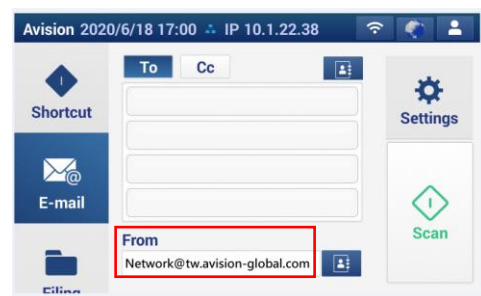 Avision 2020/6/18 17:00 IP 10.1.22.38
To Cc
Shortcut
Settings
@
E-mail
Scan
From
Network@tw.avision-global.com
Filing